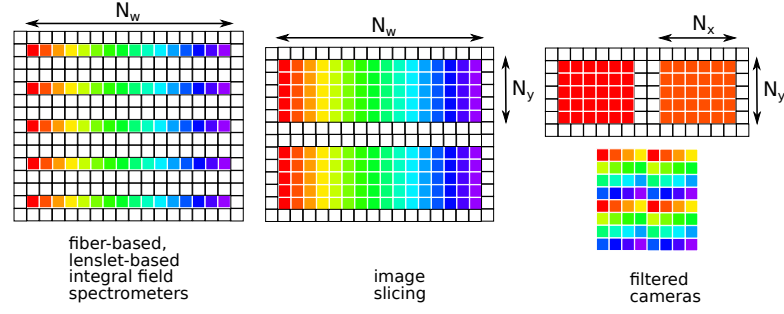 N_w
N_w
N_y
N_x
N_y
fiber-based,
lenslet-based
integral field
spectrometers
image
slicing
filtered
cameras